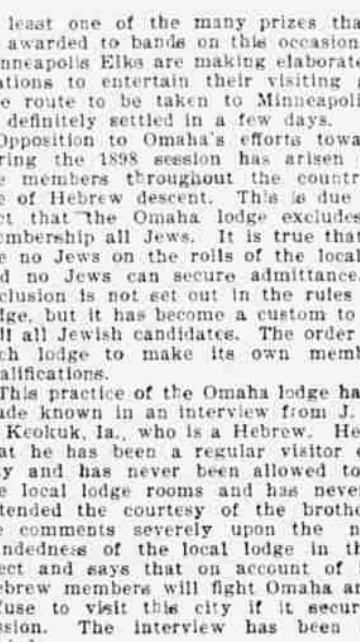 least one of the many prizes tha
awarded to bands on this occasion
nneapolis Elks are making elaborate
ations to entertain their visiting
e route to be taken to Minneapoli
definitely settled in a few days.
Opposition to Omaha's efforts towa
ring the 1898 session has arisen
e members throughout the countr
e of Hebrew descent. This is due
ct that the Omaha lodge excludes
embership all Jews. It is true that
e no Jews on the rolls of the local
d no Jews can secure admittance.
clusion is not set out in the rules
dge, but it has become a custom to
ll all Jewish candidates. The order
ch lodge to make its own memb
alifications.
This practice of the Omaha lodge ha
ade known in an interview from J.
Keokuk, Ia., who is a Hebrew. He
at he has been a regular visitor
ty and has never been allowed to
e local lodge rooms and has never
tended the courtesy of the brothe
e comments severely upon the n
indedness of the local lodge in th
ect and says that on account of
ebrew members will fight Omaha a
fuse to visit this city if it secur
ssion. The interview has been